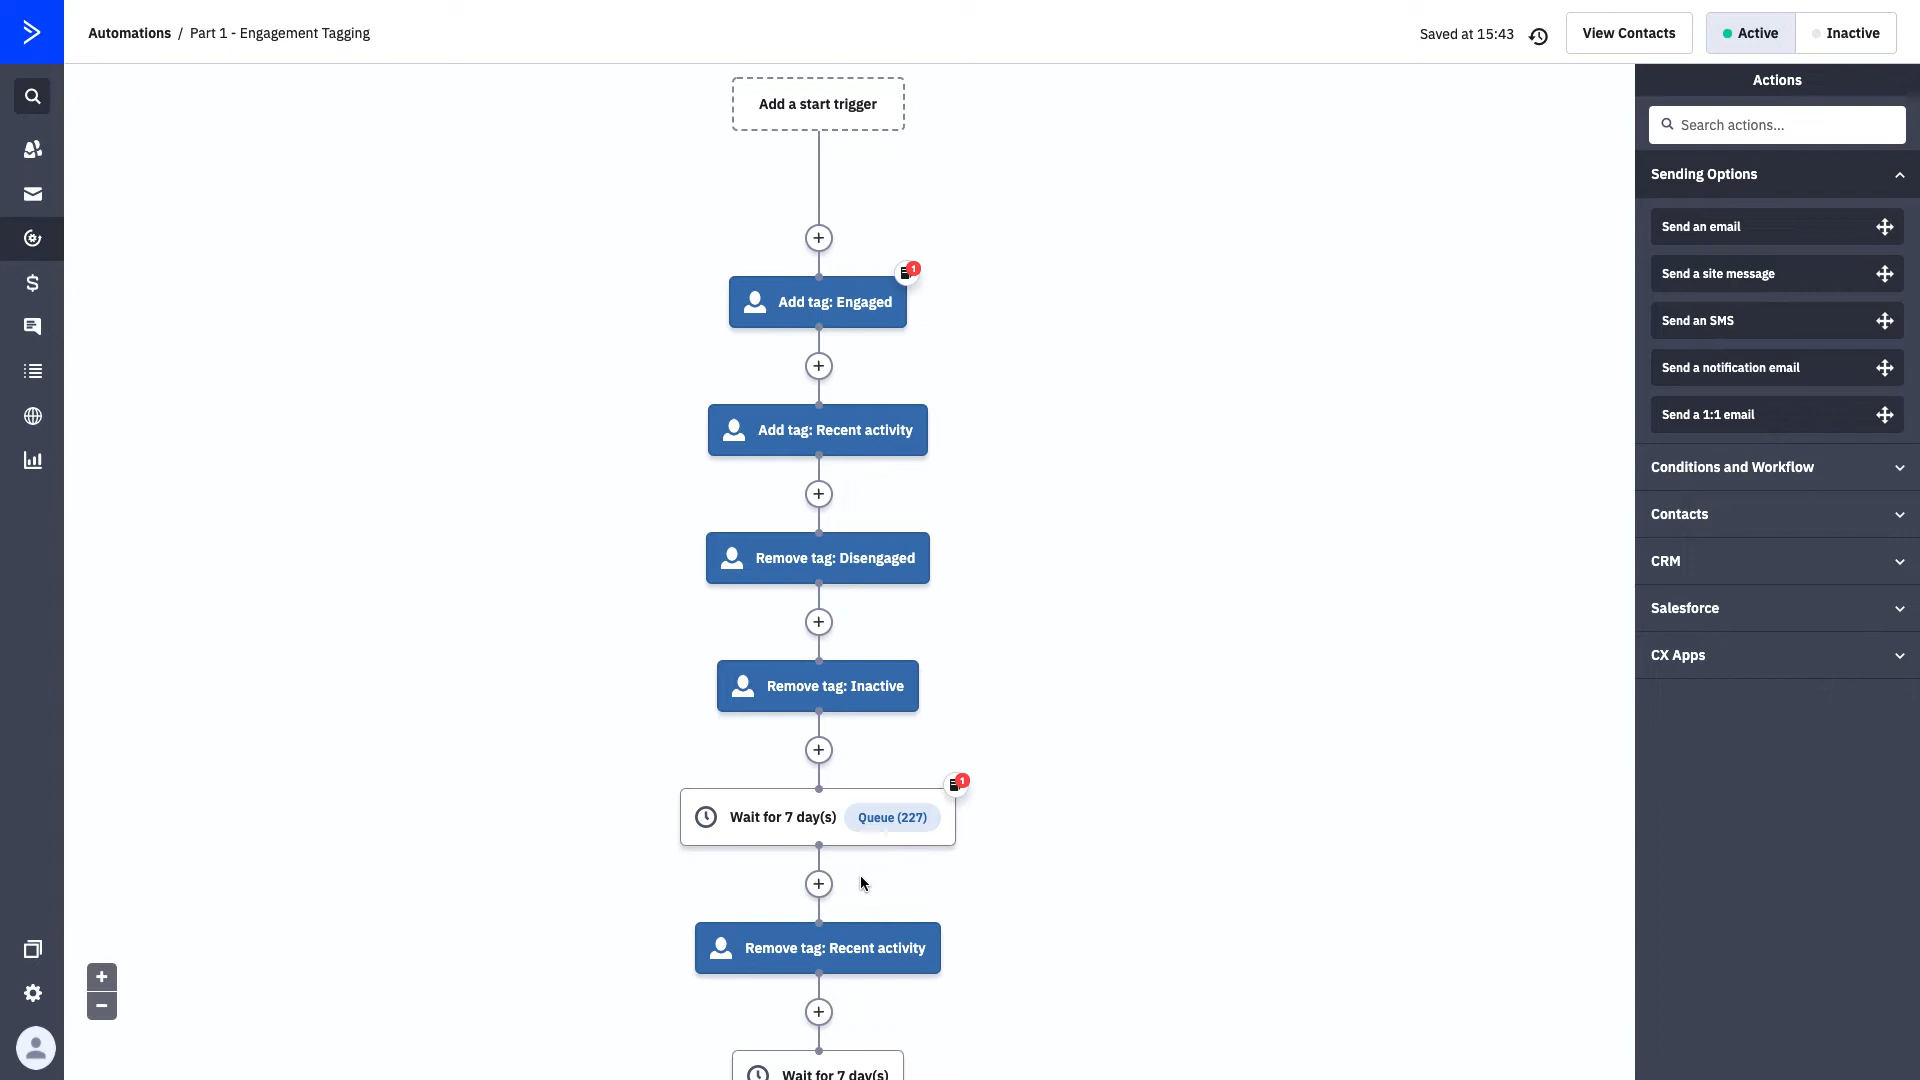 Automations / Part 1 - Engagement Tagging
Saved at 15:43
View Contacts
Active
Inactive
Add a start trigger
Add tag: Engaged
1
Add tag: Recent activity
Remove tag: Disengaged
Remove tag: Inactive
1
Wait for 7 day(s) Queue (227)
Remove tag: Recent activity
Wait for 7 day(s)
Actions
Search actions...
Sending Options
Send an email
Send a site message
Send an SMS
Send a notification email
Send a 1:1 email
Conditions and Workflow
Contacts
CRM
Salesforce
CX Apps